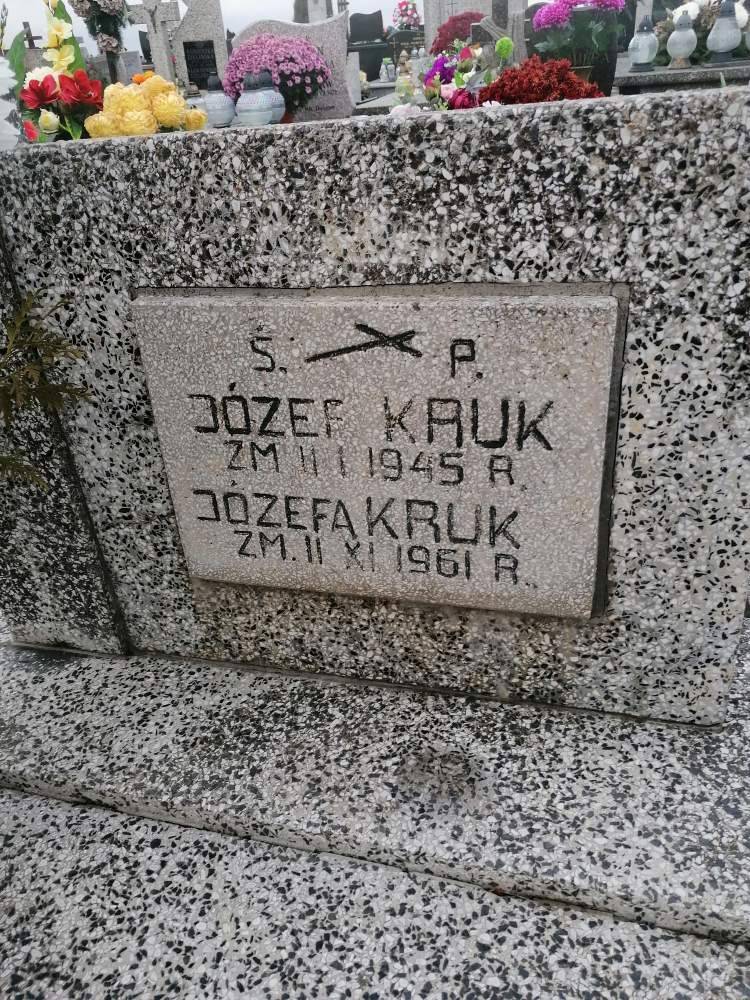 Ś. P.
JÓZEF KRUK
ZM 11 I 1945 R.
JÓZEFA KRUK
ZM. 11 XI 1961 R.